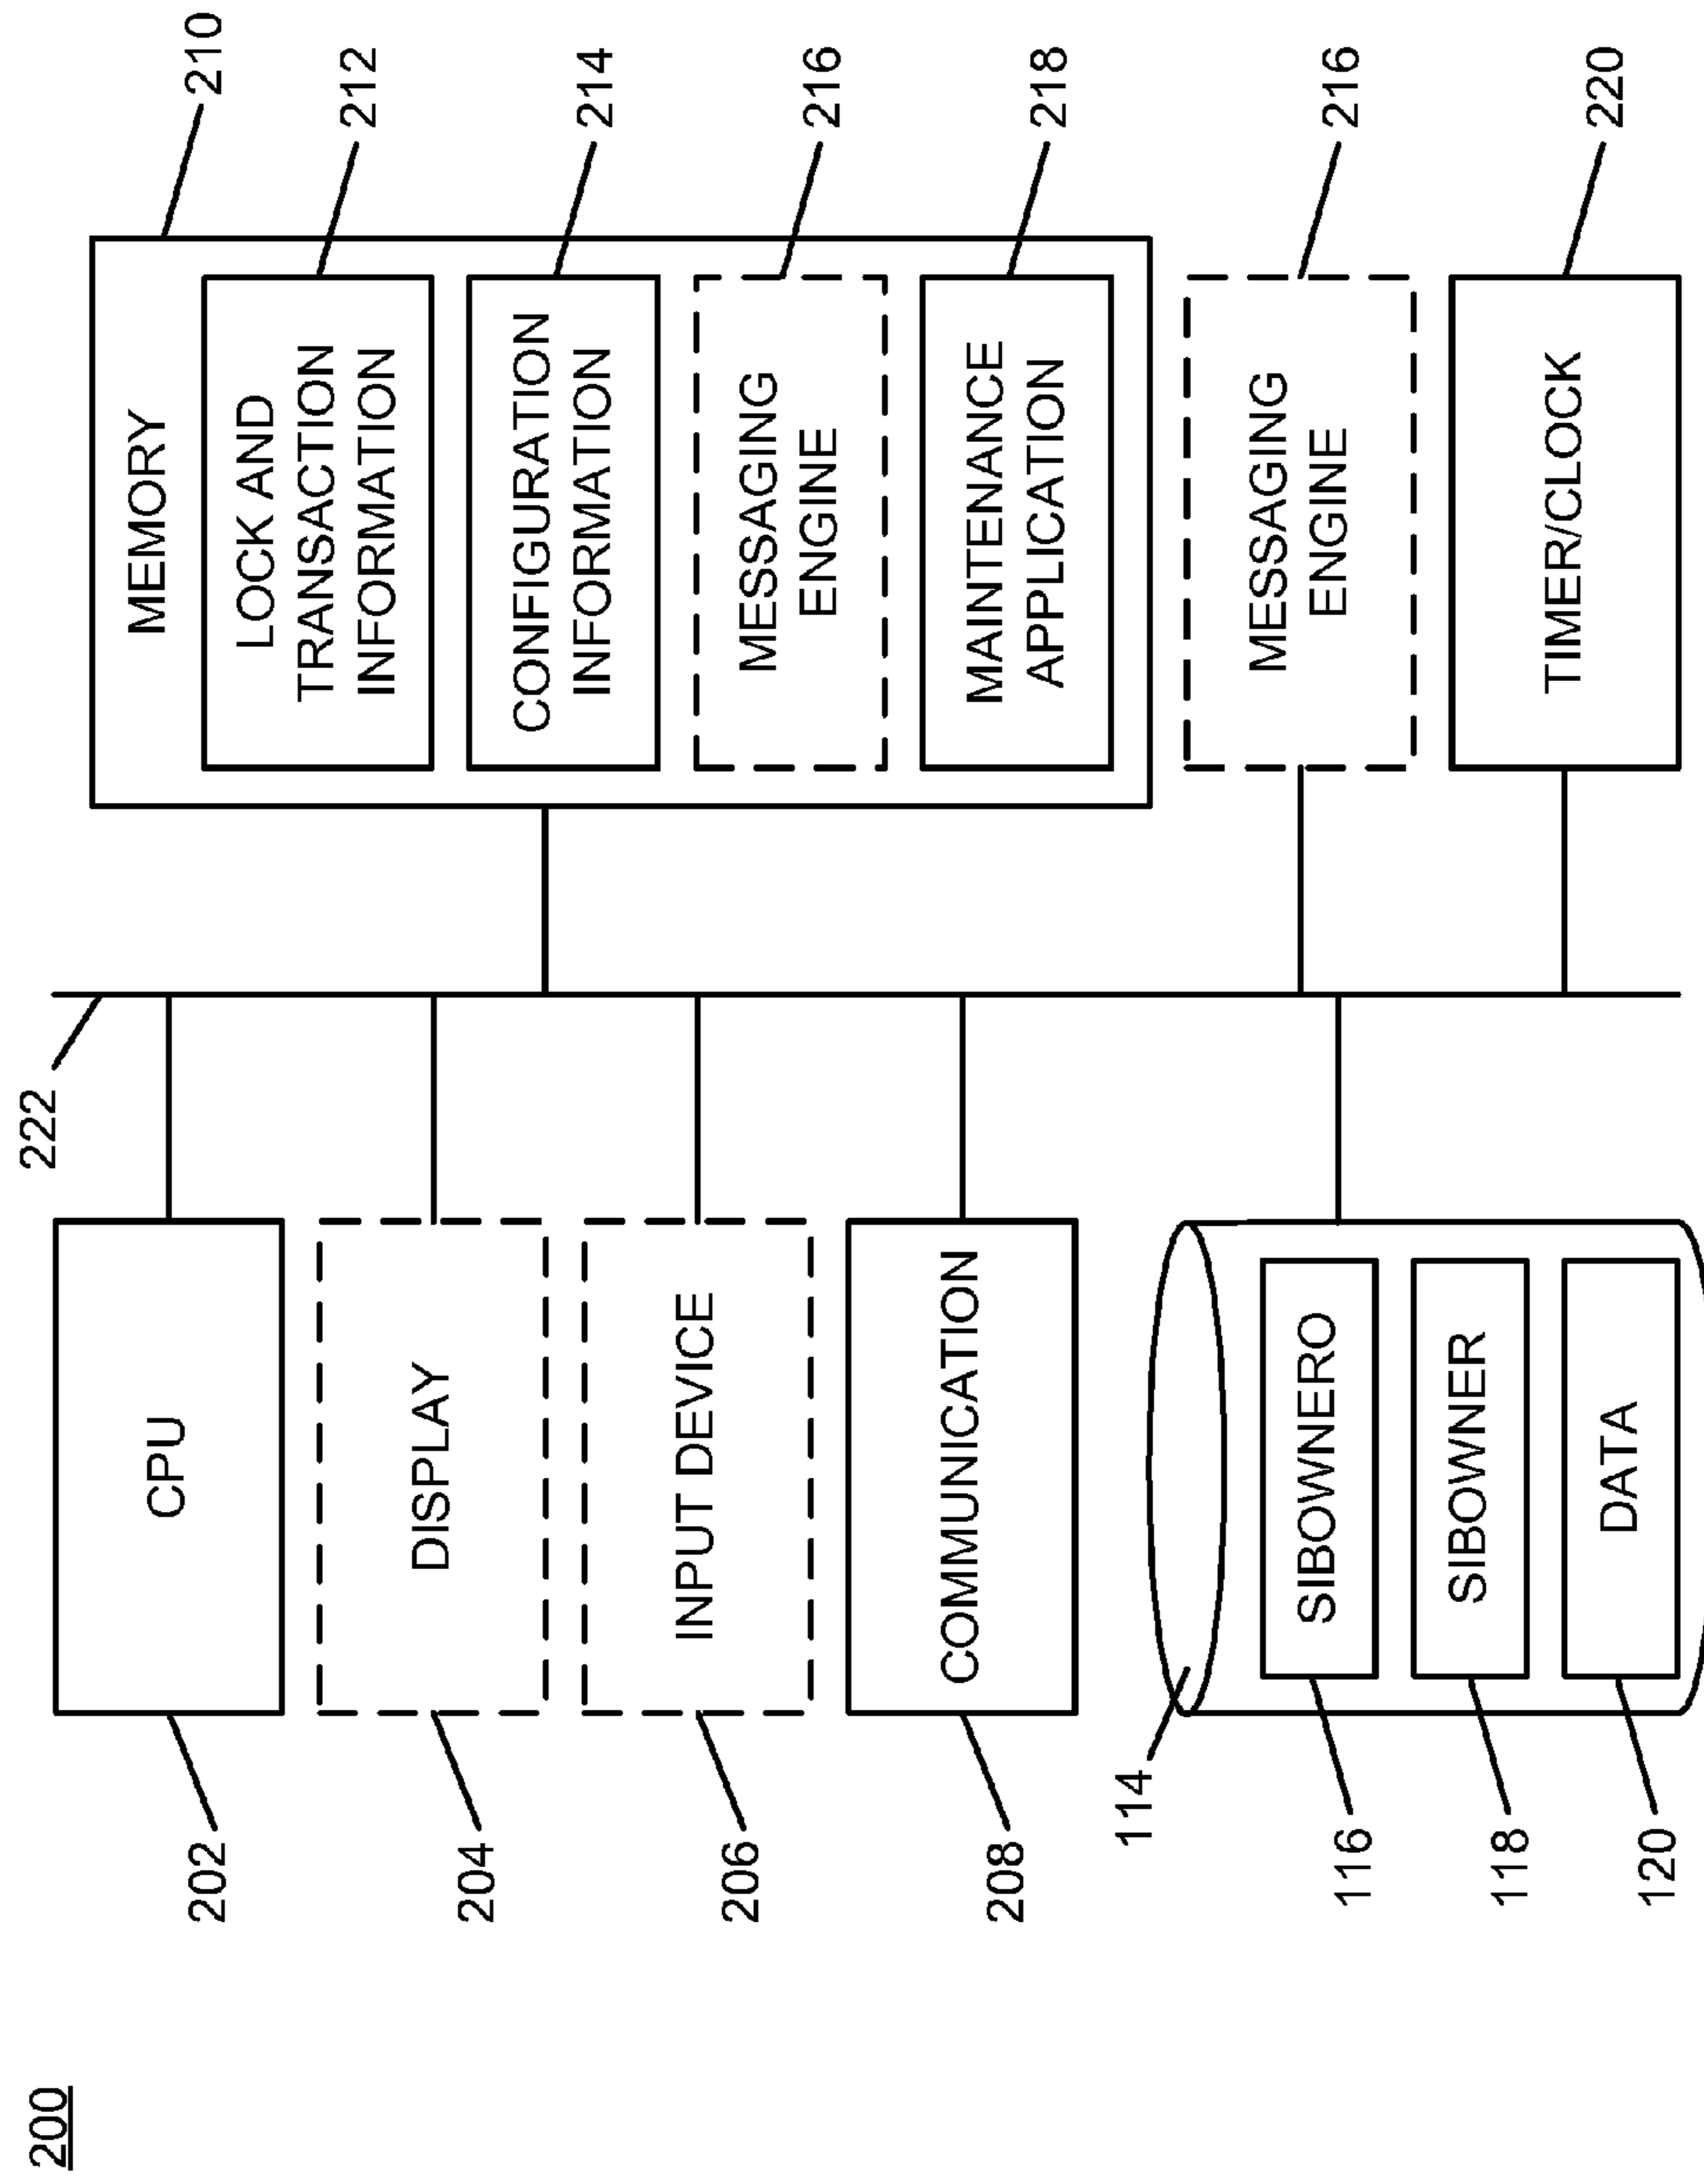 200
222
202
CPU
204
DISPLAY
206
INPUT DEVICE
208
COMMUNICATION
114
116
SIBOWNERO
118
SIBOWNER
120
DATA
MEMORY
210
LOCK AND
TRANSACTION
INFORMATION
212
CONFIGURATION
INFORMATION
214
MESSAGING
ENGINE
216
MAINTENANCE
APPLICATION
218
MESSAGING
ENGINE
216
TIMER/CLOCK
220